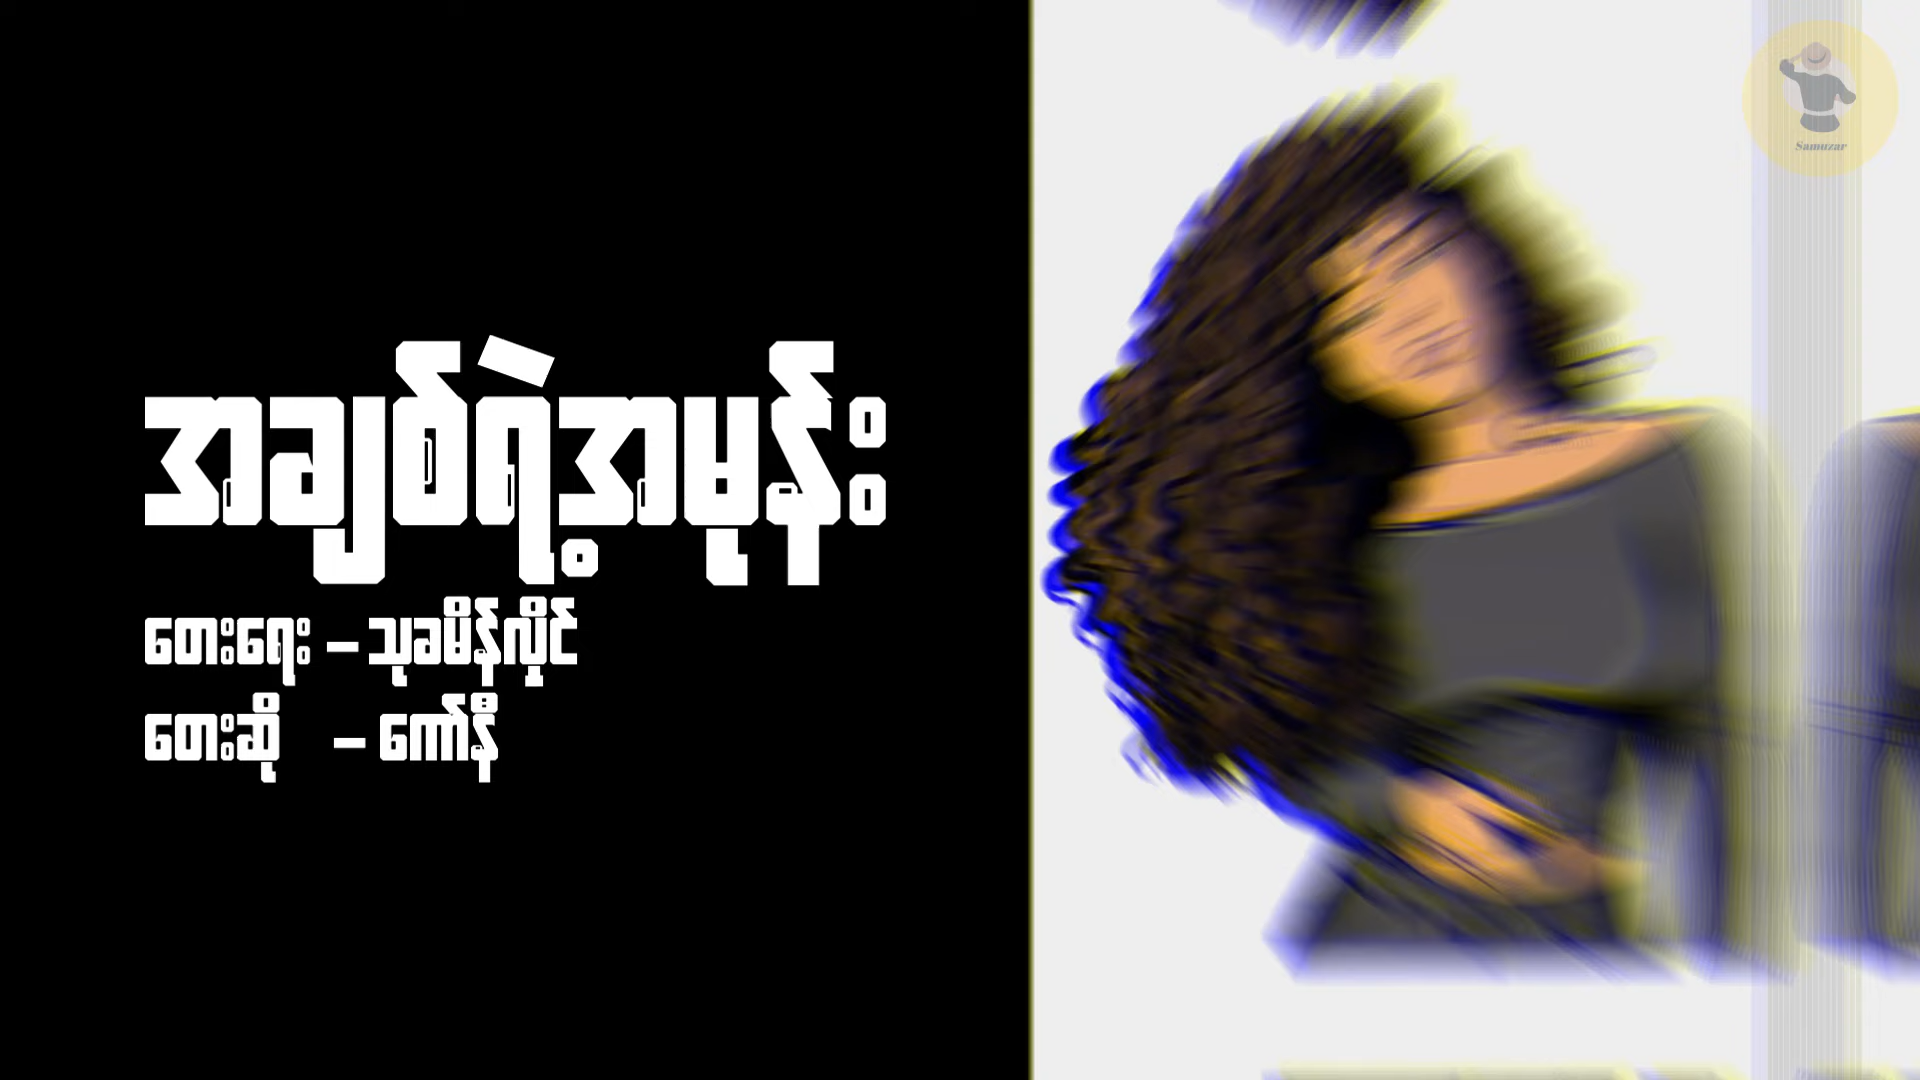 အချစ်ရဲ့အမုန်း
တေးရေး – သုခမိန်လှိုင်
တေးဆို – ကော်နီ
Samuzar